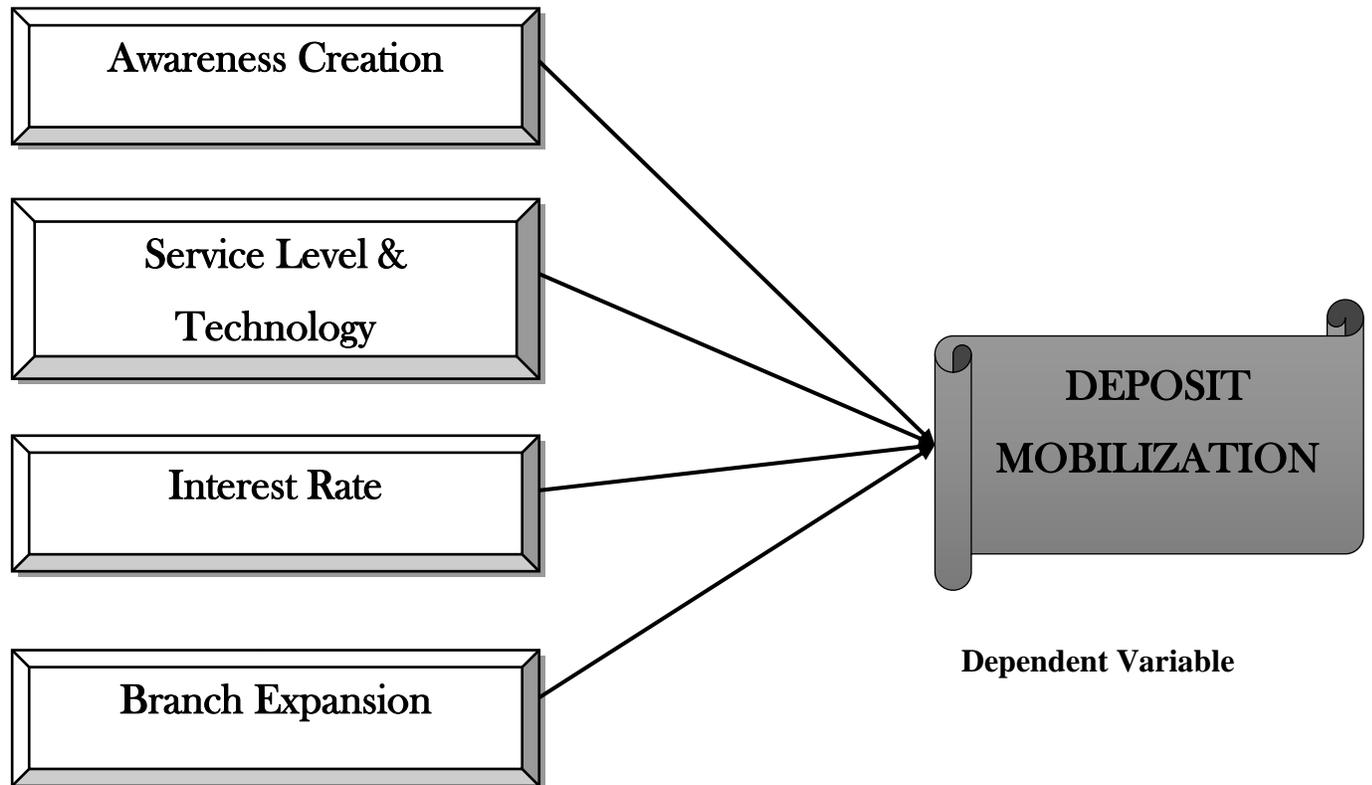 Awareness Creation
Service Level &
Technology
Interest Rate
Branch Expansion
DEPOSIT
MOBILIZATION
Dependent Variable